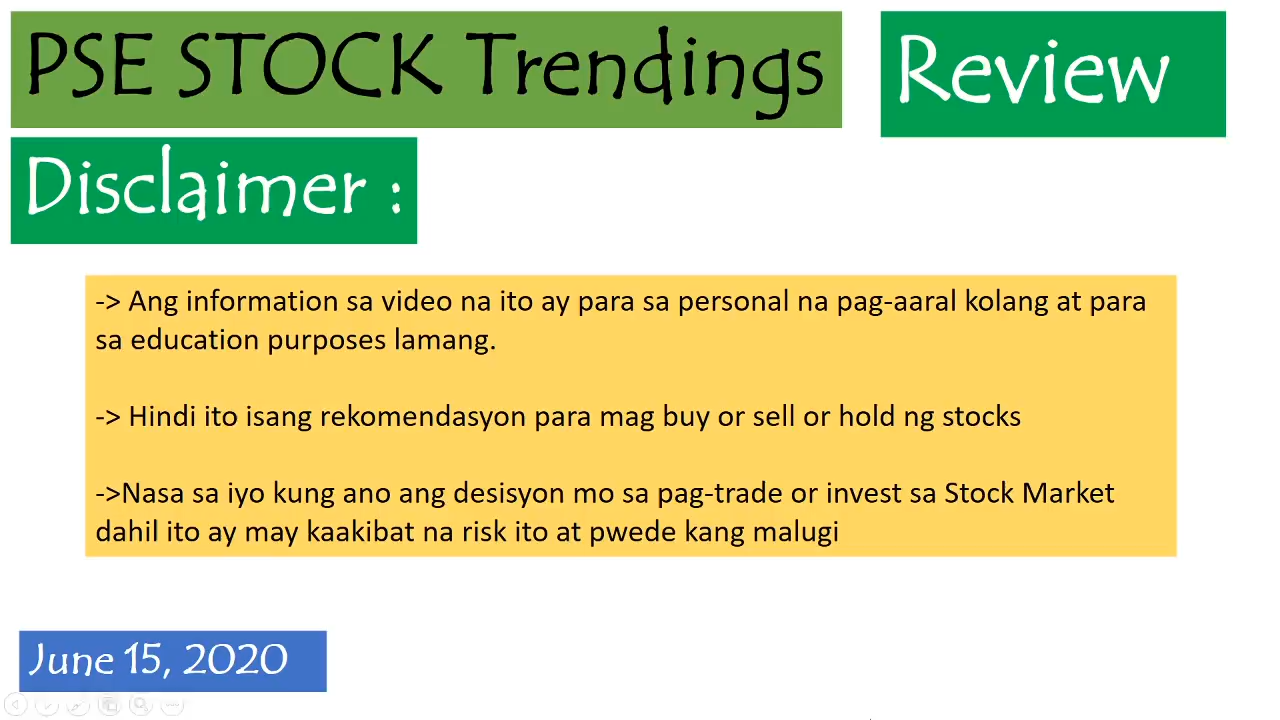 PSE STOCK Trendings
Review
Disclaimer :
-> Ang information sa video na ito ay para sa personal na pag-aaral kolang at para
sa education purposes lamang.
-> Hindi ito isang rekomendasyon para mag buy or sell or hold ng stocks
->Nasa sa iyo kung ano ang desisyon mo sa pag-trade or invest sa Stock Market
dahil ito ay may kaakibat na risk ito at pwede kang malugi
June 15, 2020